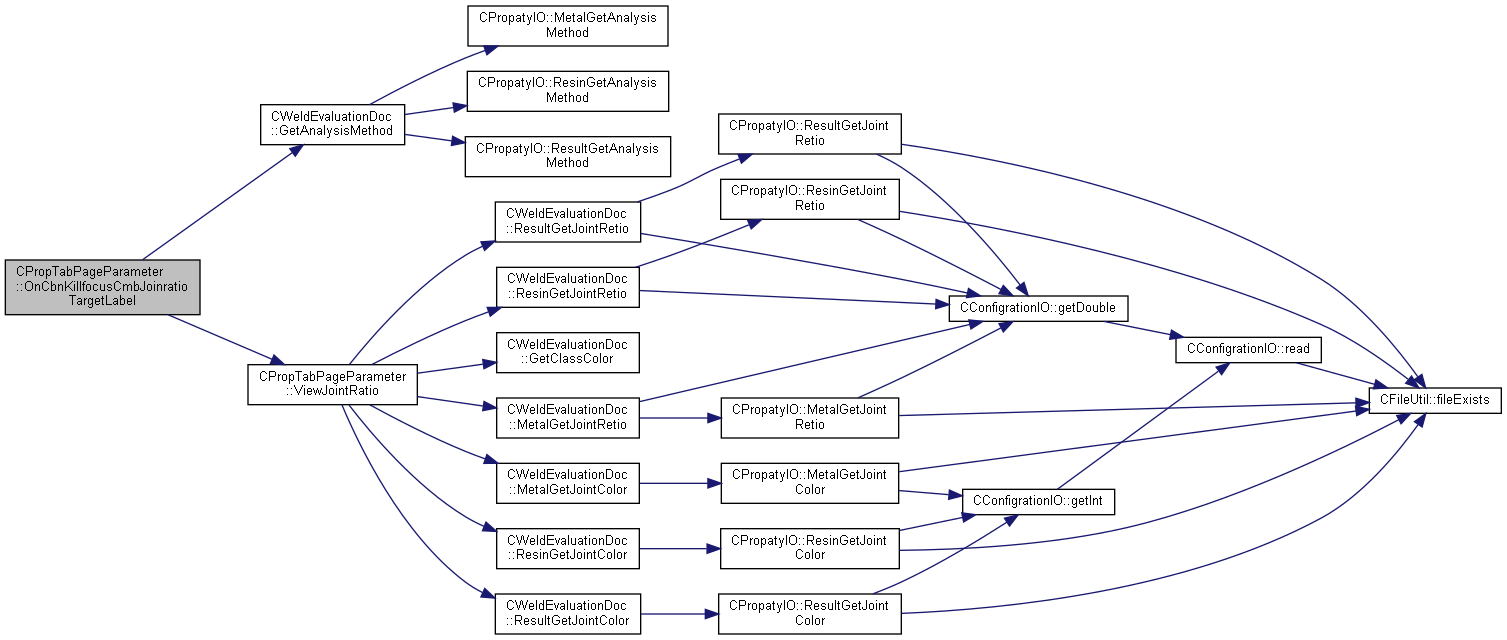 CPropatyIO::MetalGetAnalysis
Method
CPropatyIO::ResinGetAnalysis
Method
CWeldEvaluationDoc
::GetAnalysisMethod
CPropatyIO::ResultGetJoint
Retio
CPropatyIO::ResultGetAnalysis
Method
CPropatyIO::ResinGetJoint
Retio
CWeldEvaluationDoc
::ResultGetJointRetio
CPropTabPageParameter
::OnCbnKillfocusCmbJoinratio
TargetLabel
CWeldEvaluationDoc
::ResinGetJointRetio
CConfigrationIO::getDouble
CWeldEvaluationDoc
::GetClassColor
CConfigrationIO::read
CPropTabPageParameter
::ViewJointRatio
CFileUtil::fileExists
CWeldEvaluationDoc
::MetalGetJointRetio
CPropatyIO::MetalGetJoint
Retio
CWeldEvaluationDoc
::MetalGetJointColor
CPropatyIO::MetalGetJoint
Color
CConfigrationIO::getInt
CWeldEvaluationDoc
::ResinGetJointColor
CPropatyIO::ResinGetJoint
Color
CWeldEvaluationDoc
::ResultGetJointColor
CPropatyIO::ResultGetJoint
Color